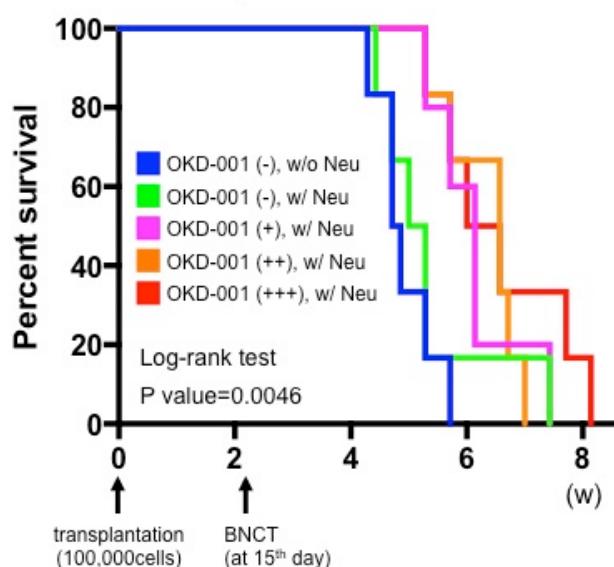 Percent survival
100
80
60
40
20
0
OKD-001 (-), w/o Neu
OKD-001 (-), w/ Neu
OKD-001 (+), w/ Neu
OKD-001 (++), w/ Neu
OKD-001 (+++), w/ Neu
Log-rank test
P value=0.0046
0 2 4 6 8
(w)
transplantation
(100,000cells)
BNCT
(at 15th day)